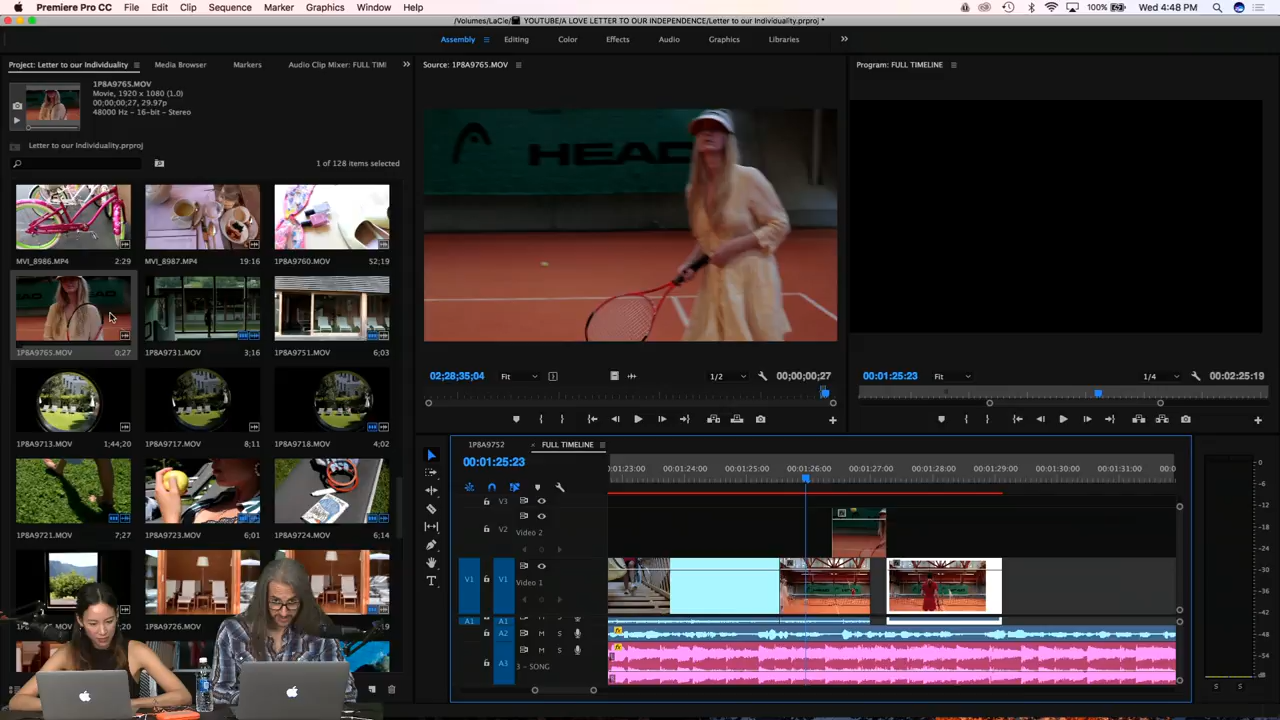 Premiere Pro CC File Edit Clip Sequence Marker Graphics Window Help 100% Wed 4:48 PM
/Volumes/LaCie/ YOUTUBE/A LOVE LETTER TO OUR INDEPENDENCE/Letter to our Individuality.prproj *
Assembly Editing Color Effects Audio Graphics Libraries
Project: Letter to our Individuality Media Browser Markers Audio Clip Mixer: FULL TIMI
Source: 1P8A9765.MOV
Program: FULL TIMELINE
1P8A9765.MOV
Movie, 1920 x 1080 (1.0)
00;00;00;27, 29.97p
48000 Hz - 16-bit - Stereo
Letter to our Individuality.prproj
1 of 128 items selected
HEAD
MVI_8986.MP4 2:29 MVI_8987.MP4 19:16 1P8A9760.MOV 52;19
1P8A9765.MOV 0;27 1P8A9731.MOV 3;16 1P8A9751.MOV 6;03
1P8A9713.MOV 1;44;20 1P8A9717.MOV 8;11 1P8A9718.MOV 4;02
1P8A9721.MOV 7;27 1P8A9723.MOV 6;01 1P8A9724.MOV 6;14
02;28;35;04 Fit 1/2 00;00;00;27
00:01:25:23 Fit 1/4 00:02:25:19
1P8A9752 × FULL TIMELINE
00:01:25:23
00:01:23:00 00:01:24:00 00:01:25:00 00:01:26:00 00:01:27:00 00:01:28:00 00:01:29:00 00:01:30:00 00:01:31:00
V3
V2
Video 2
V1 V1
Video 1
A1 A1
A2 M S
A3 M S
3 - SONG
fx
fx
-6
-12
-18
-24
-30
-36
-42
-48
-54
S S